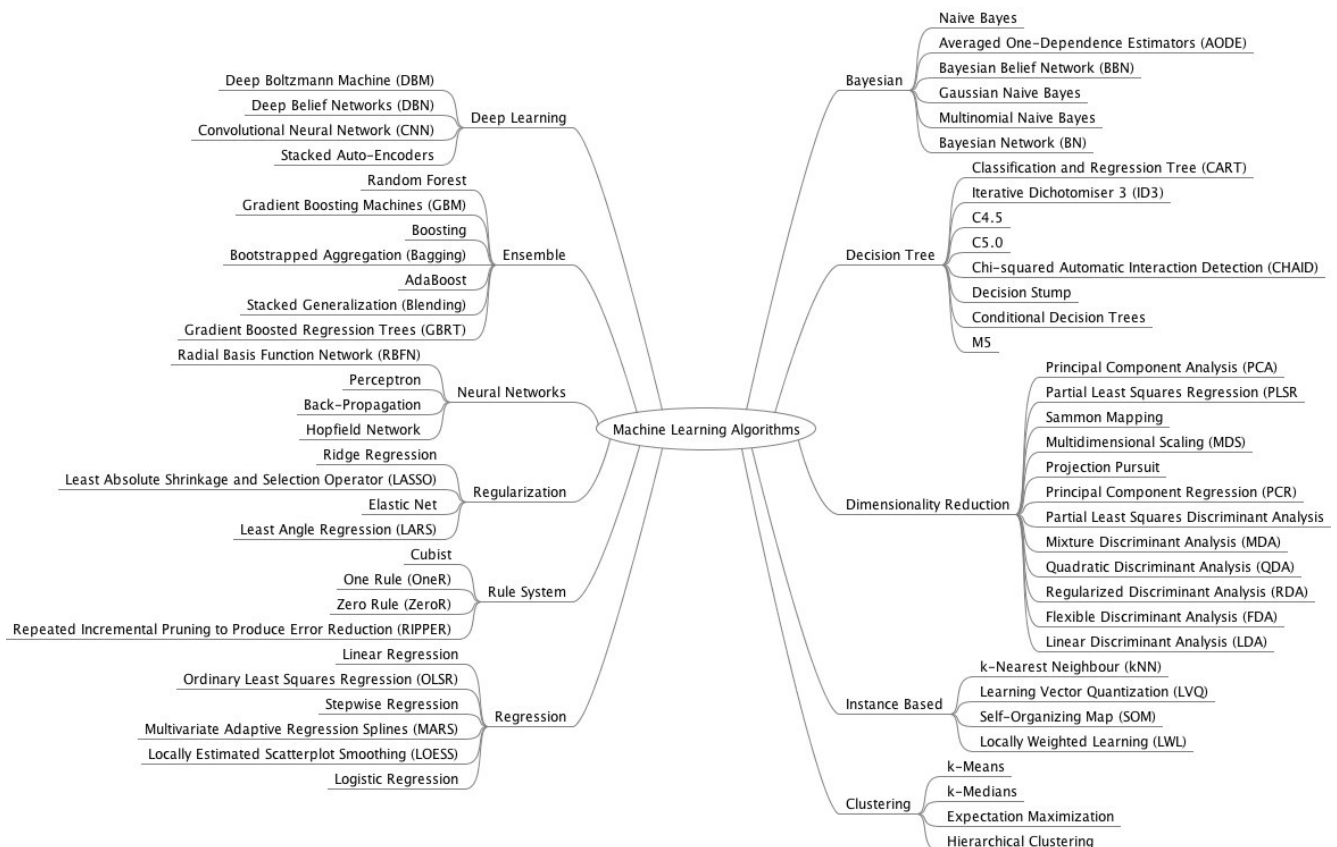 Machine Learning Algorithms
Deep Learning
Deep Boltzmann Machine (DBM)
Deep Belief Networks (DBN)
Convolutional Neural Network (CNN)
Stacked Auto-Encoders
Ensemble
Random Forest
Gradient Boosting Machines (GBM)
Boosting
Bootstrapped Aggregation (Bagging)
AdaBoost
Stacked Generalization (Blending)
Gradient Boosted Regression Trees (GBRT)
Neural Networks
Radial Basis Function Network (RBFN)
Perceptron
Back-Propagation
Hopfield Network
Regularization
Ridge Regression
Least Absolute Shrinkage and Selection Operator (LASSO)
Elastic Net
Least Angle Regression (LARS)
Rule System
Cubist
One Rule (OneR)
Zero Rule (ZeroR)
Repeated Incremental Pruning to Produce Error Reduction (RIPPER)
Regression
Linear Regression
Ordinary Least Squares Regression (OLSR)
Stepwise Regression
Multivariate Adaptive Regression Splines (MARS)
Locally Estimated Scatterplot Smoothing (LOESS)
Logistic Regression
Bayesian
Naive Bayes
Averaged One-Dependence Estimators (AODE)
Bayesian Belief Network (BBN)
Gaussian Naive Bayes
Multinomial Naive Bayes
Bayesian Network (BN)
Decision Tree
Classification and Regression Tree (CART)
Iterative Dichotomiser 3 (ID3)
C4.5
C5.0
Chi-squared Automatic Interaction Detection (CHAID)
Decision Stump
Conditional Decision Trees
M5
Dimensionality Reduction
Principal Component Analysis (PCA)
Partial Least Squares Regression (PLSR
Sammon Mapping
Multidimensional Scaling (MDS)
Projection Pursuit
Principal Component Regression (PCR)
Partial Least Squares Discriminant Analysis
Mixture Discriminant Analysis (MDA)
Quadratic Discriminant Analysis (QDA)
Regularized Discriminant Analysis (RDA)
Flexible Discriminant Analysis (FDA)
Linear Discriminant Analysis (LDA)
Instance Based
k-Nearest Neighbour (kNN)
Learning Vector Quantization (LVQ)
Self-Organizing Map (SOM)
Locally Weighted Learning (LWL)
Clustering
k-Means
k-Medians
Expectation Maximization
Hierarchical Clustering